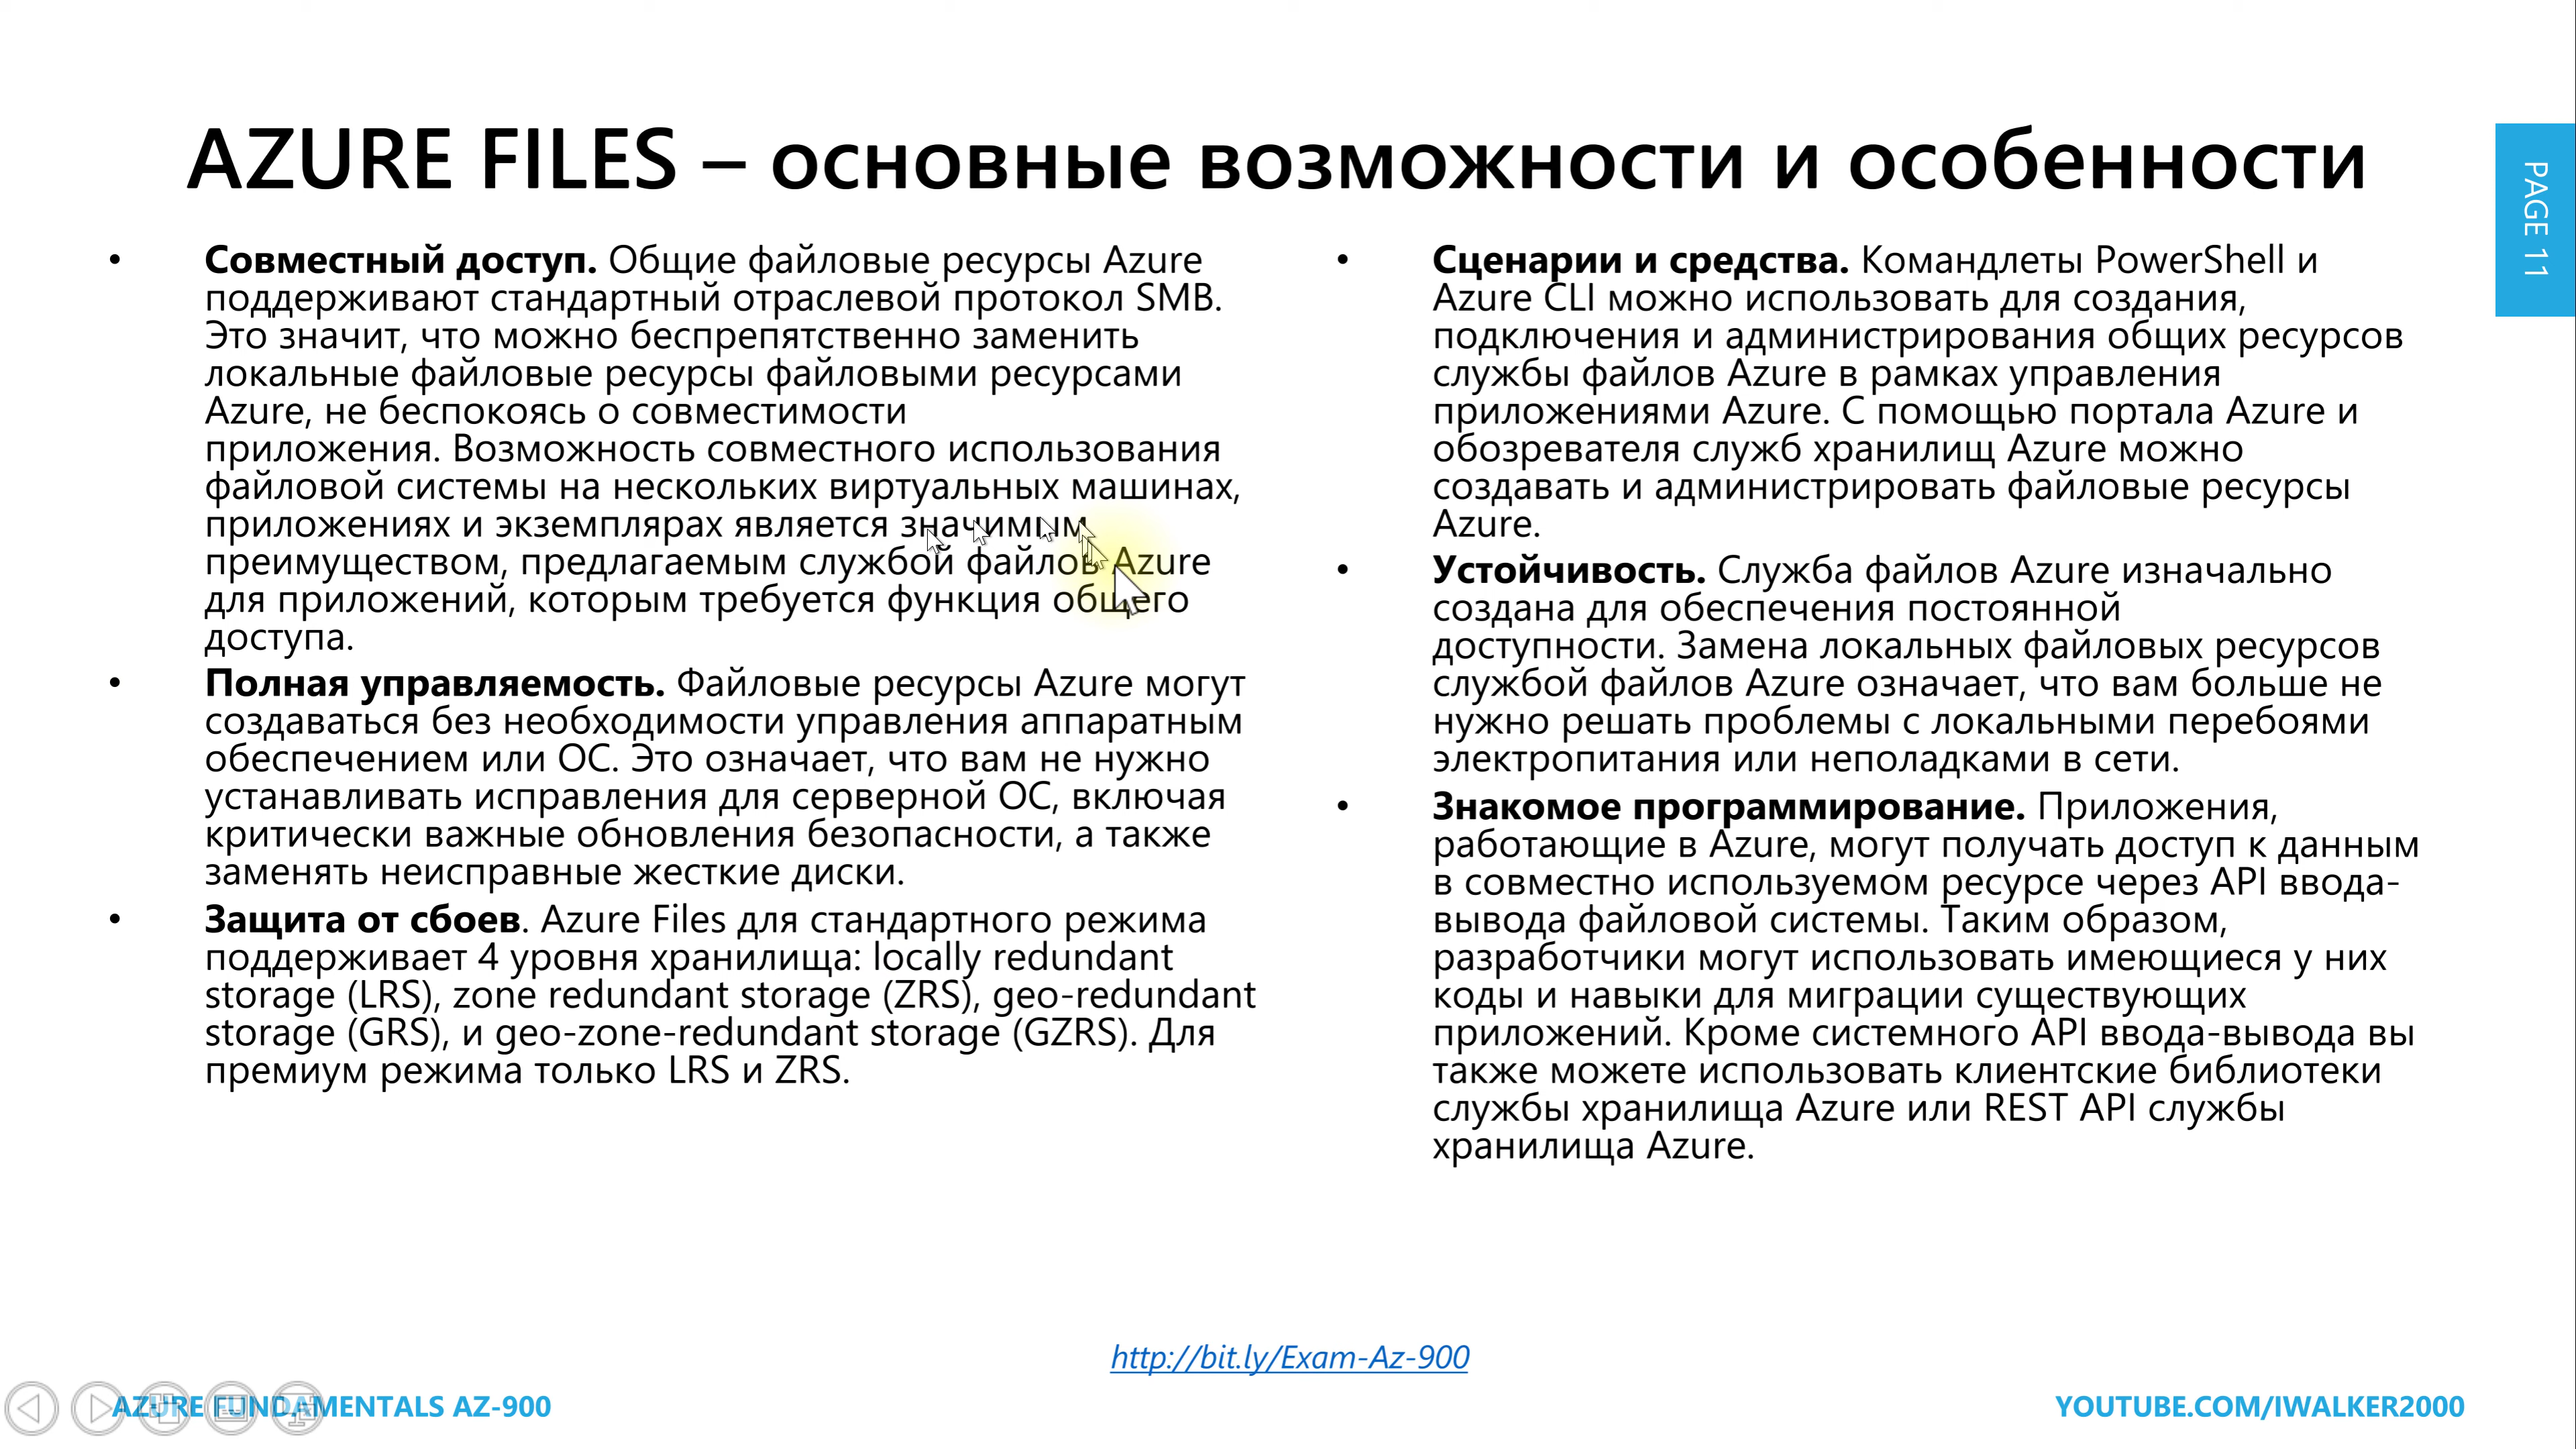 AZURE FILES – основные возможности и особенности
PAGE 11
• Совместный доступ. Общие файловые ресурсы Azure
поддерживают стандартный отраслевой протокол SMB.
Это значит, что можно беспрепятственно заменить
локальные файловые ресурсы файловыми ресурсами
Azure, не беспокоясь о совместимости
приложения. Возможность совместного использования
файловой системы на нескольких виртуальных машинах,
приложениях и экземплярах является значимым
преимуществом, предлагаемым службой файлов Azure
для приложений, которым требуется функция общего
доступа.
• Полная управляемость. Файловые ресурсы Azure могут
создаваться без необходимости управления аппаратным
обеспечением или ОС. Это означает, что вам не нужно
устанавливать исправления для серверной ОС, включая
критически важные обновления безопасности, а также
заменять неисправные жесткие диски.
• Защита от сбоев. Azure Files для стандартного режима
поддерживает 4 уровня хранилища: locally redundant
storage (LRS), zone redundant storage (ZRS), geo-redundant
storage (GRS), и geo-zone-redundant storage (GZRS). Для
премиум режима только LRS и ZRS.
• Сценарии и средства. Командлеты PowerShell и
Azure CLI можно использовать для создания,
подключения и администрирования общих ресурсов
службы файлов Azure в рамках управления
приложениями Azure. С помощью портала Azure и
обозревателя служб хранилищ Azure можно
создавать и администрировать файловые ресурсы
Azure.
• Устойчивость. Служба файлов Azure изначально
создана для обеспечения постоянной
доступности. Замена локальных файловых ресурсов
службой файлов Azure означает, что вам больше не
нужно решать проблемы с локальными перебоями
электропитания или неполадками в сети.
• Знакомое программирование. Приложения,
работающие в Azure, могут получать доступ к данным
в совместно используемом ресурсе через API ввода-
вывода файловой системы. Таким образом,
разработчики могут использовать имеющиеся у них
коды и навыки для миграции существующих
приложений. Кроме системного API ввода-вывода вы
также можете использовать клиентские библиотеки
службы хранилища Azure или REST API службы
хранилища Azure.
http://bit.ly/Exam-Az-900
AZURE FUNDAMENTALS AZ-900
YOUTUBE.COM/IWALKER2000